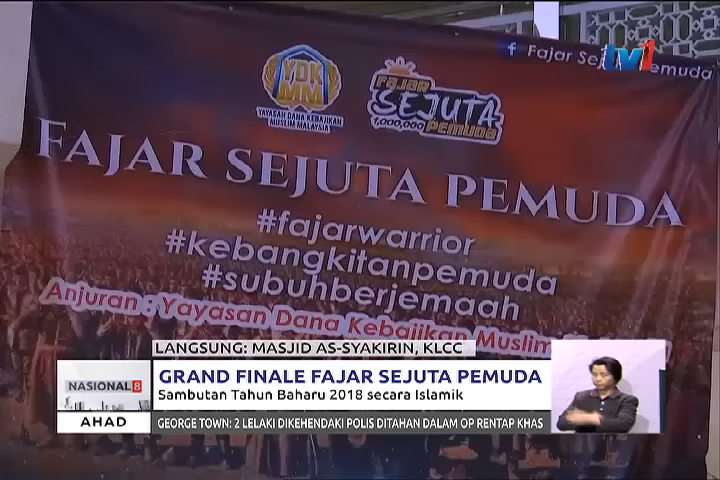 Fajar Sejuta Pemuda
tv1
YDK
MM
YAYASAN DANA KEBAJIKAN
MUSLIM MALAYSIA
FAJAR
SEJUTA
1,000,000 PEMUDA
FAJAR SEJUTA PEMUDA
#fajarwarrior
#kebangkitanpemuda
#subuhberjemaah
Anjuran : Yayasan Dana Kebajikan Muslim
LANGSUNG: MASJID AS-SYAKIRIN, KLCC
NASIONAL 8
GRAND FINALE FAJAR SEJUTA PEMUDA
Sambutan Tahun Baharu 2018 secara Islamik
AHAD
GEORGE TOWN: 2 LELAKI DIKEHENDAKI POLIS DITAHAN DALAM OP RENTAP KHAS